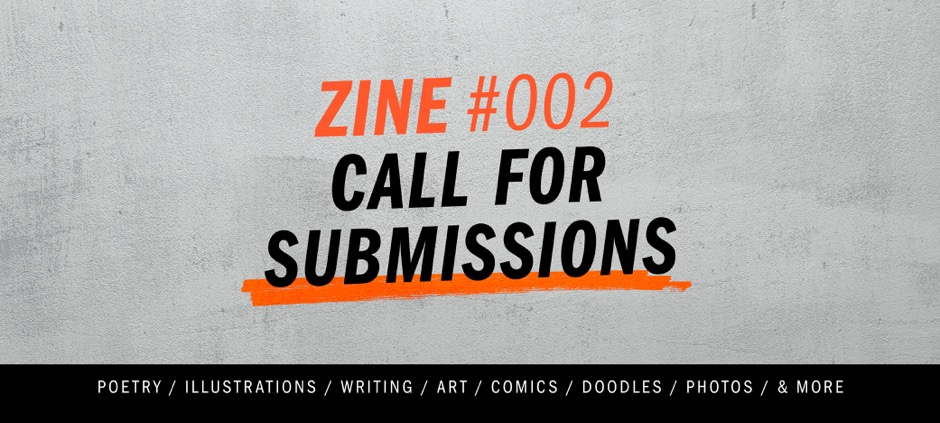 ZINE #002
CALL FOR
SUBMISSIONS
POETRY / ILLUSTRATIONS / WRITING / ART / COMICS / DOODLES / PHOTOS / & MORE